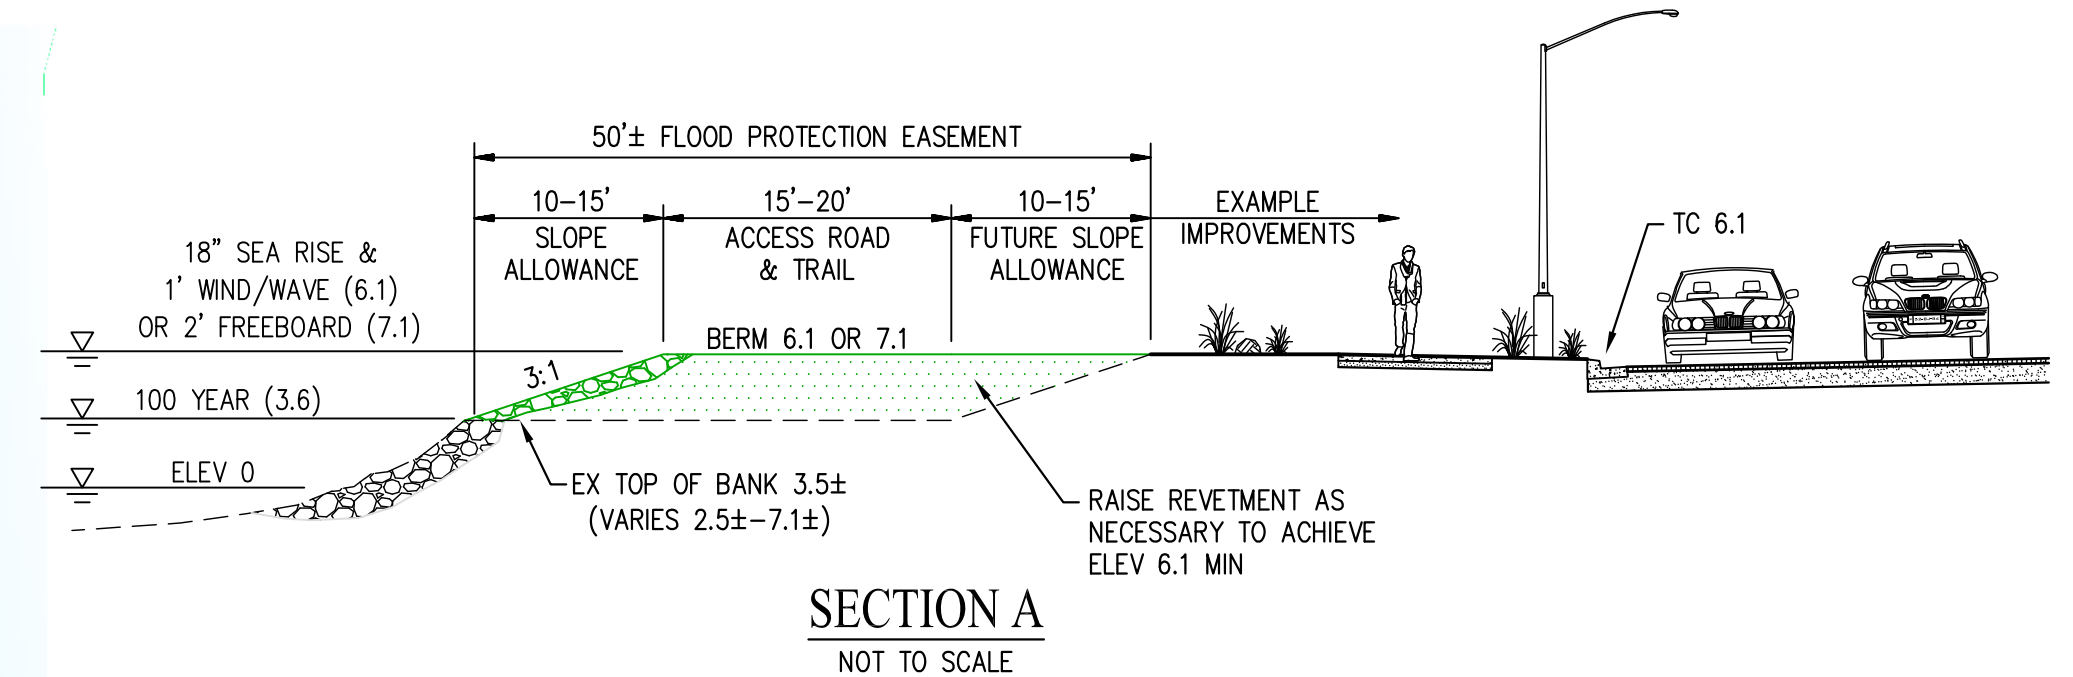 50'± FLOOD PROTECTION EASEMENT
10-15'
SLOPE
ALLOWANCE
15'-20'
ACCESS ROAD
& TRAIL
10-15'
FUTURE SLOPE
ALLOWANCE
EXAMPLE
IMPROVEMENTS
TC 6.1
18" SEA RISE &
1' WIND/WAVE (6.1)
OR 2' FREEBOARD (7.1)
BERM 6.1 OR 7.1
3:1
100 YEAR (3.6)
ELEV 0
EX TOP OF BANK 3.5±
(VARIES 2.5±-7.1±)
RAISE REVETMENT AS
NECESSARY TO ACHIEVE
ELEV 6.1 MIN
SECTION A
NOT TO SCALE